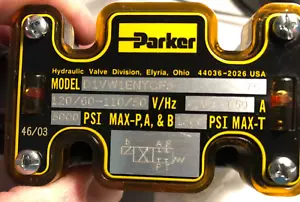 Parker
Hydraulic Valve Division, Elyria, Ohio 44036-2026 USA
MODEL
120/60-110/50 V/Hz A
46/03
5000 PSI MAX-P, A, & B PSI MAX-T